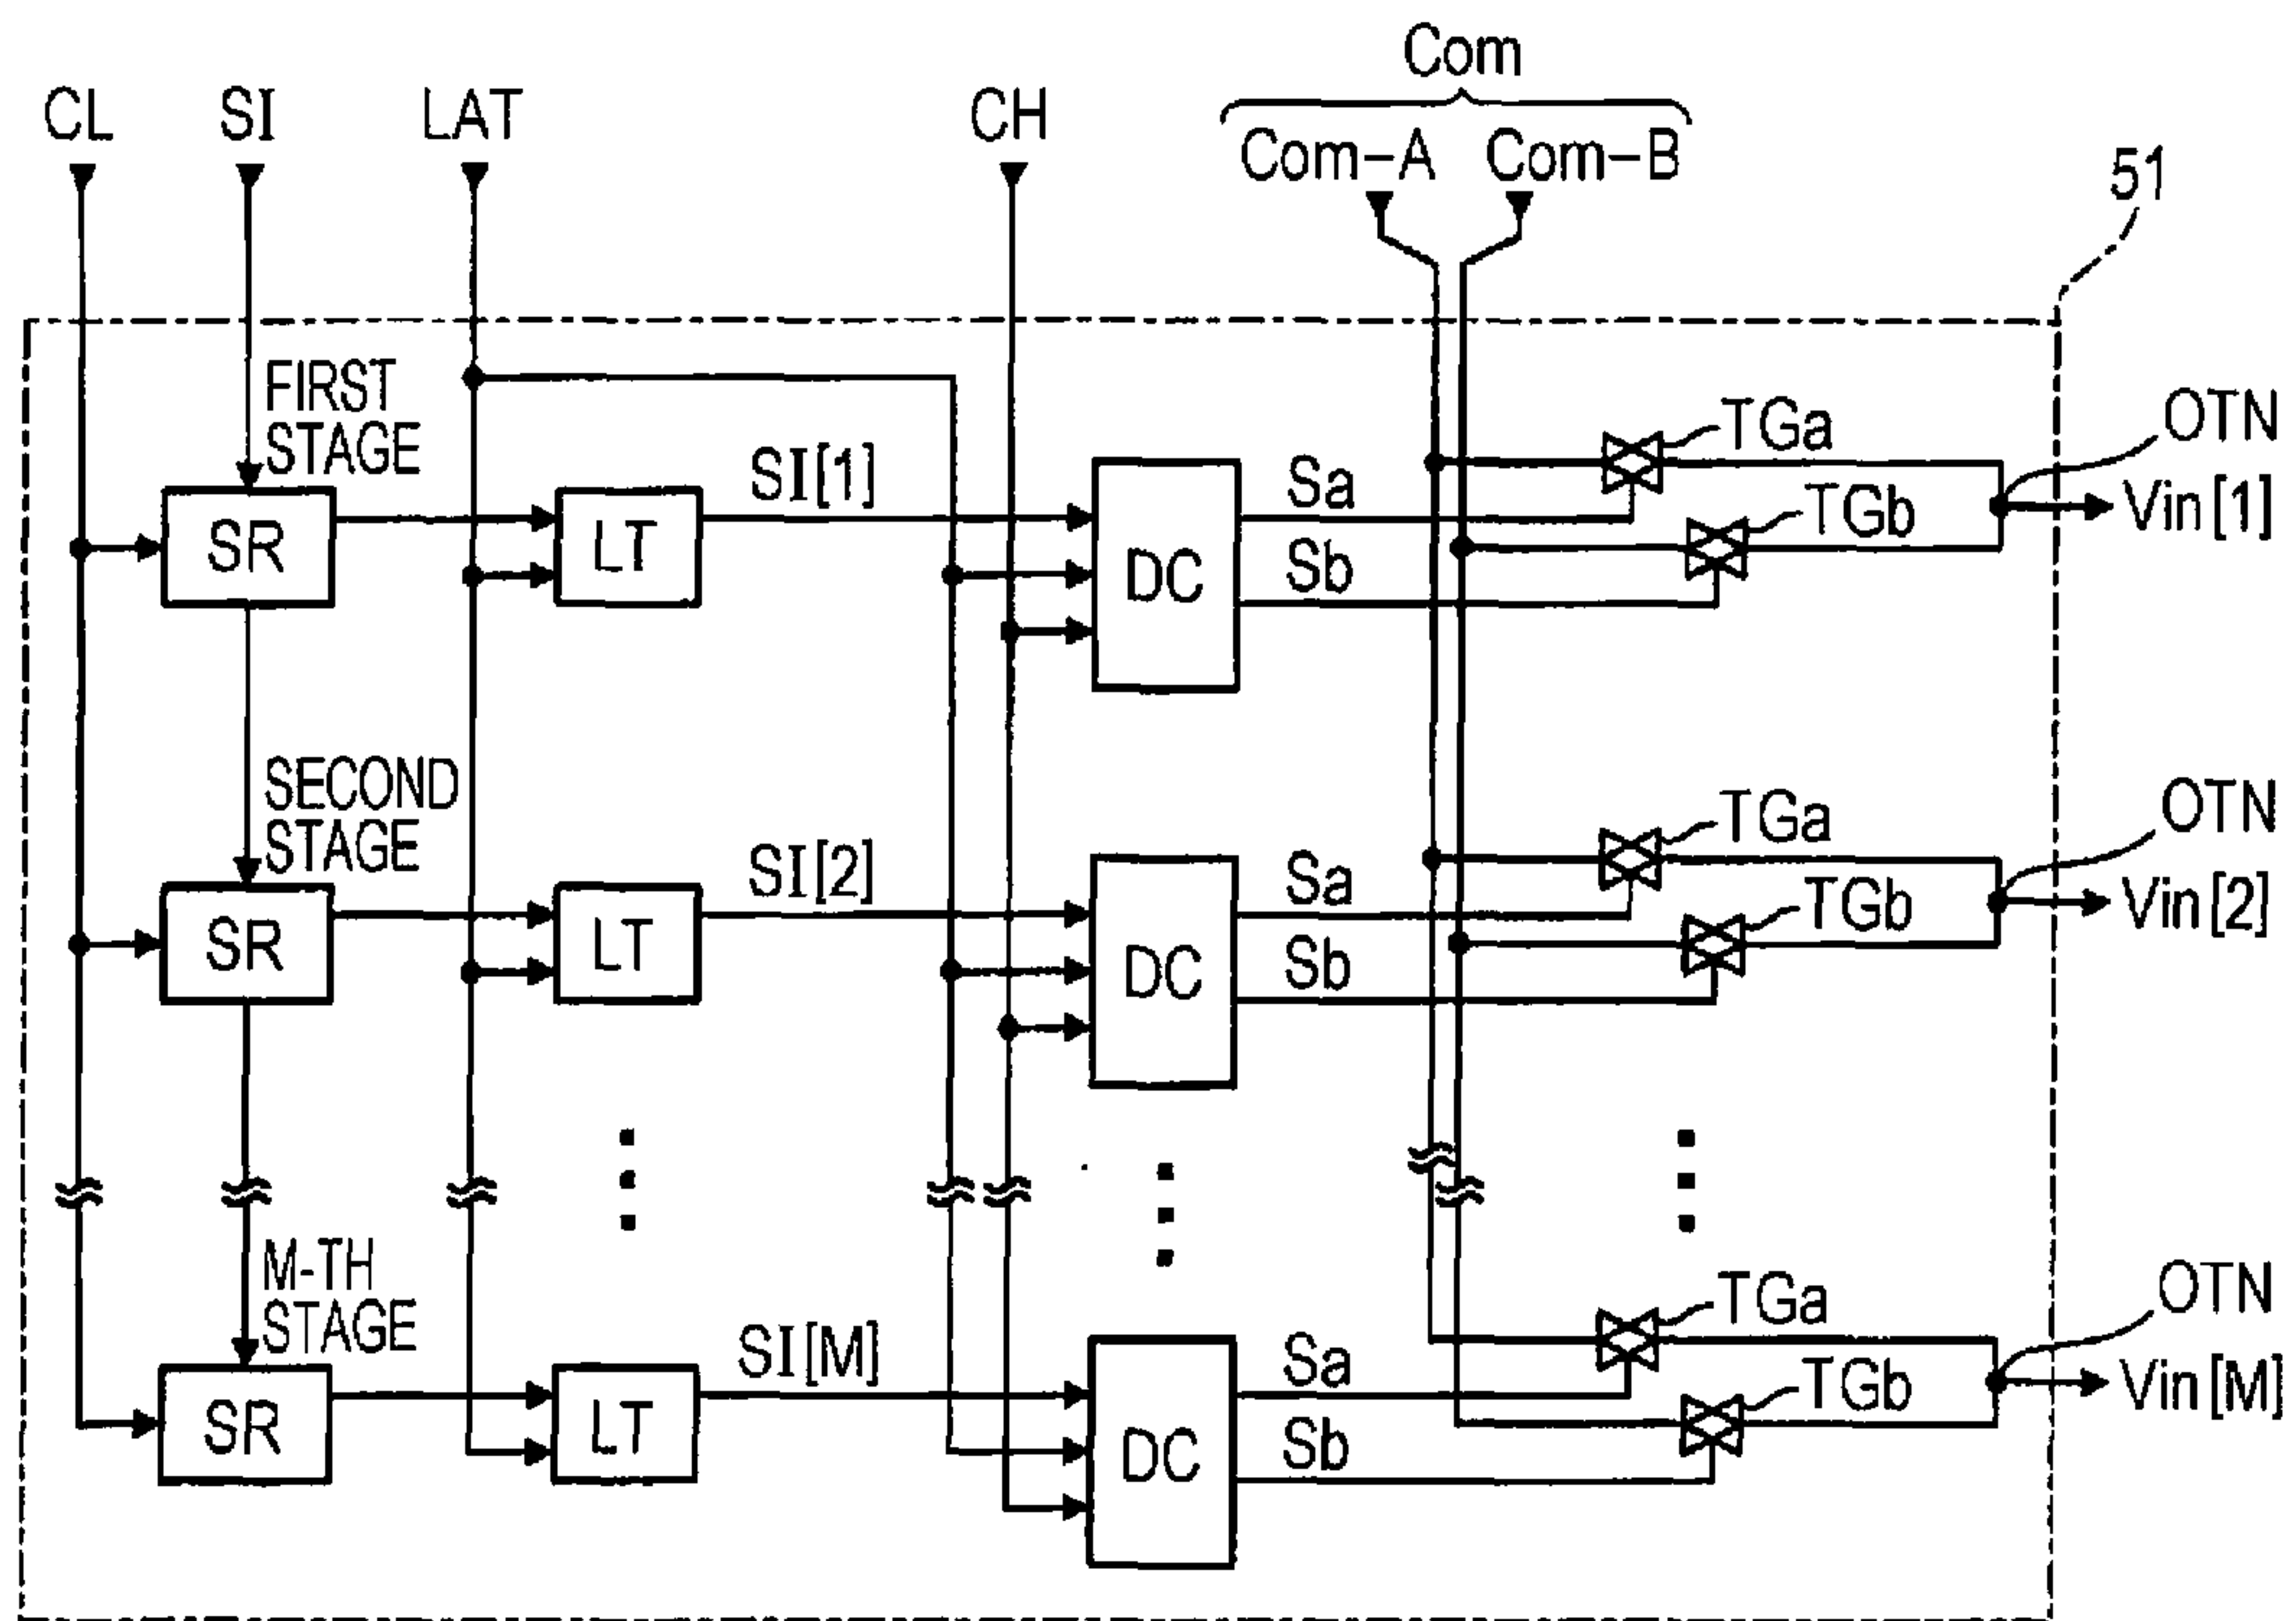 Com
CL SI LAT CH Com-A Com-B
51
FIRST
STAGE
SR LT SI[1] DC Sa Sb TGa TGb OTN
Vin[1]
SECOND
STAGE
SR LT SI[2] DC Sa Sb TGa TGb OTN
Vin[2]
M-TH
STAGE
SR LT SI[M] DC Sa Sb TGa TGb OTN
Vin[M]